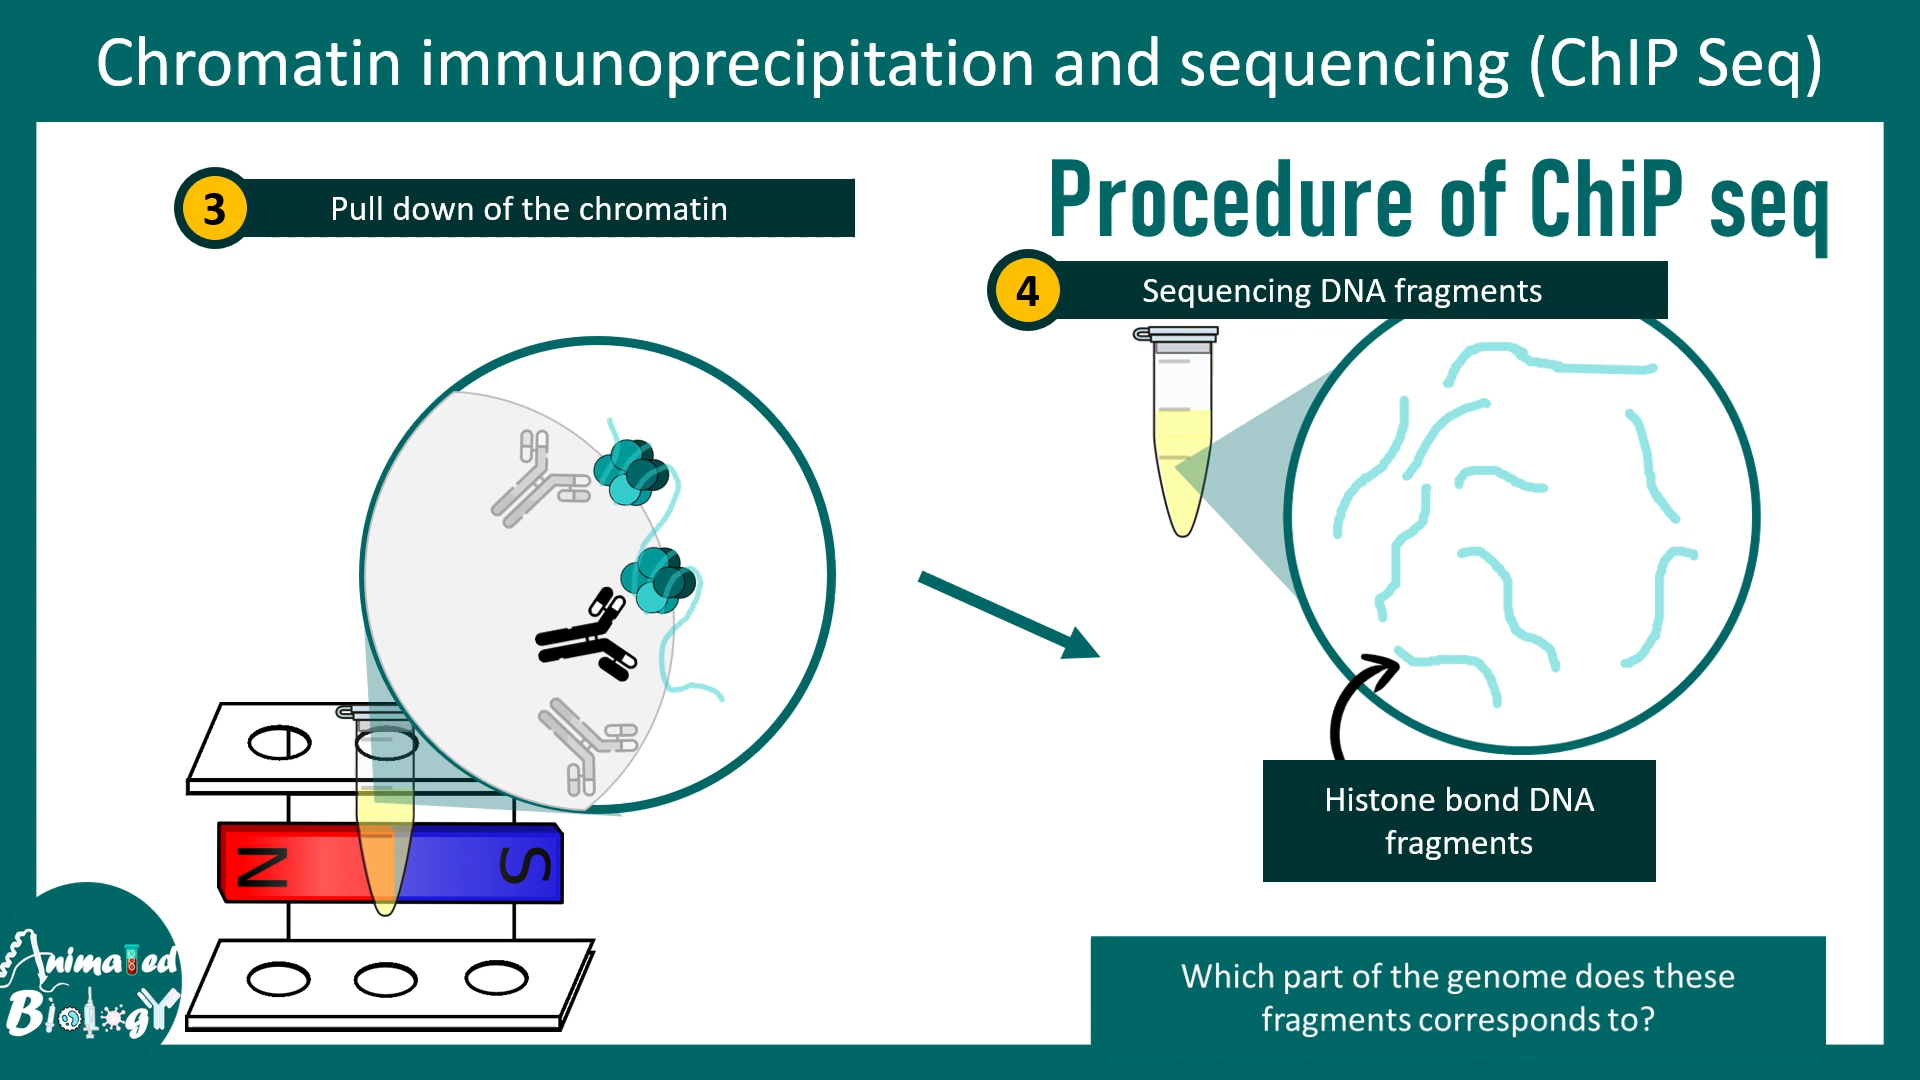 Chromatin immunoprecipitation and sequencing (ChIP Seq)
Procedure of ChiP seq
3
Pull down of the chromatin
4
Sequencing DNA fragments
N
S
Histone bond DNA
fragments
Which part of the genome does these
fragments corresponds to?
Animated
Biology